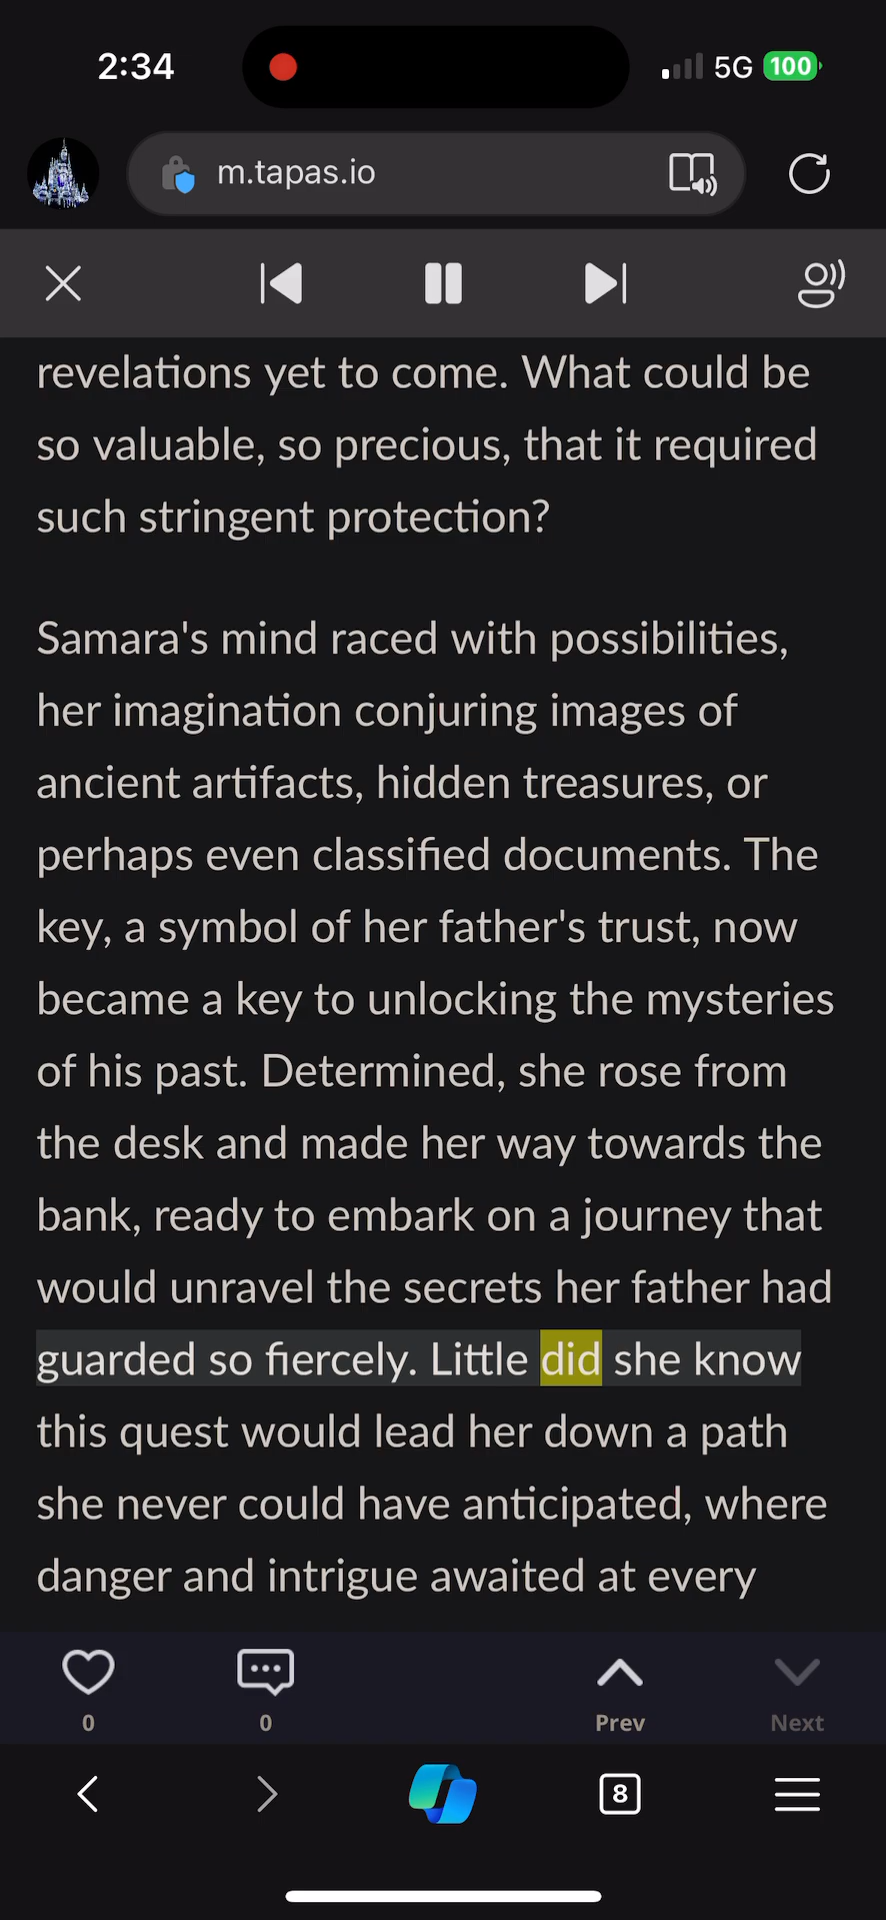 2:34
5G 100
m.tapas.io
revelations yet to come. What could be
so valuable, so precious, that it required
such stringent protection?
Samara's mind raced with possibilities,
her imagination conjuring images of
ancient artifacts, hidden treasures, or
perhaps even classified documents. The
key, a symbol of her father's trust, now
became a key to unlocking the mysteries
of his past. Determined, she rose from
the desk and made her way towards the
bank, ready to embark on a journey that
would unravel the secrets her father had
guarded so fiercely. Little did she know
this quest would lead her down a path
she never could have anticipated, where
danger and intrigue awaited at every
0
0
Prev
Next
8